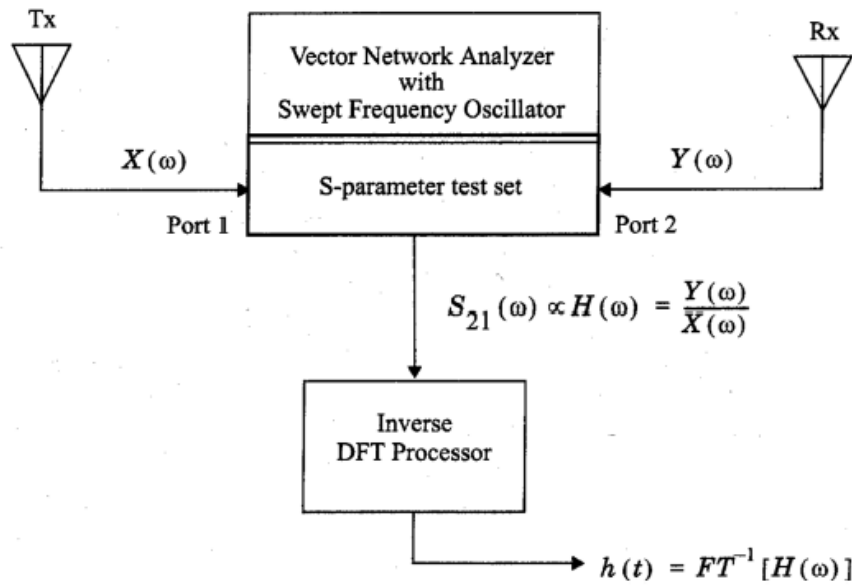 Tx
Rx
Vector Network Analyzer
with
Swept Frequency Oscillator
X(ω)
Y(ω)
S-parameter test set
Port 1
Port 2
S₂₁(ω) ∝ H(ω) = Y(ω)/X(ω)
Inverse
DFT Processor
h(t) = FT⁻¹[H(ω)]